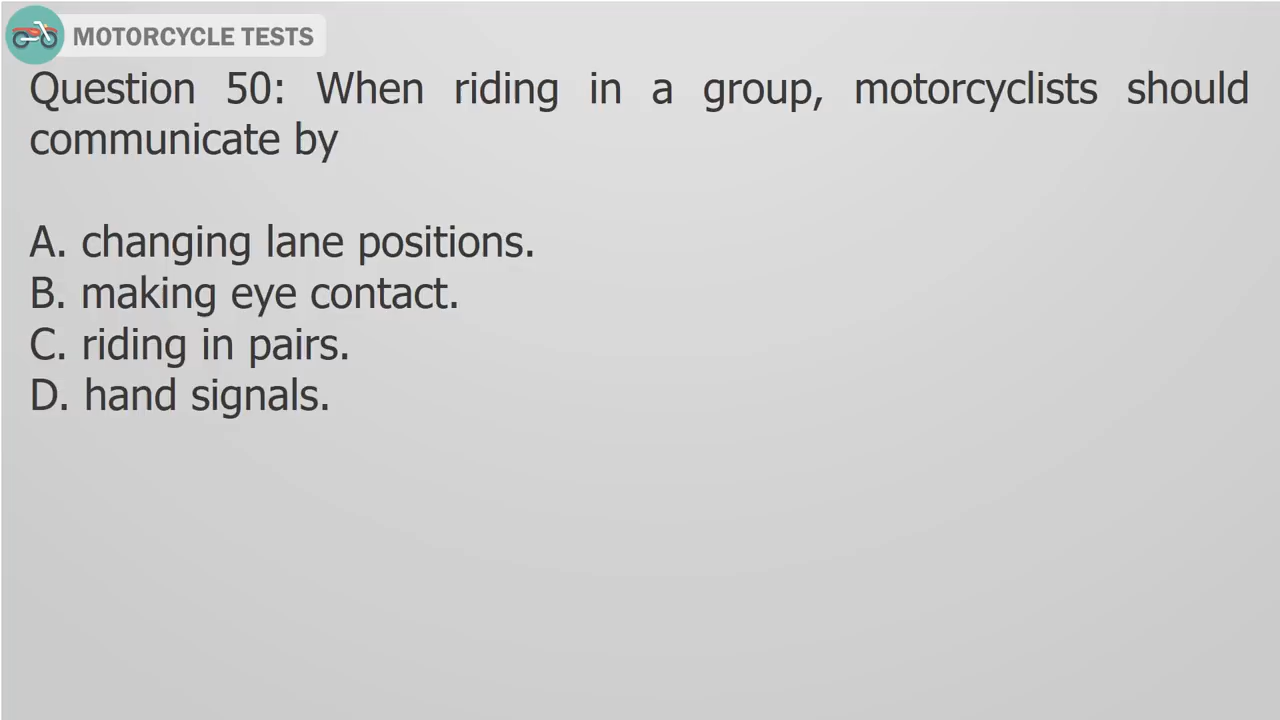 MOTORCYCLE TESTS
Question 50: When riding in a group, motorcyclists should
communicate by
A. changing lane positions.
B. making eye contact.
C. riding in pairs.
D. hand signals.